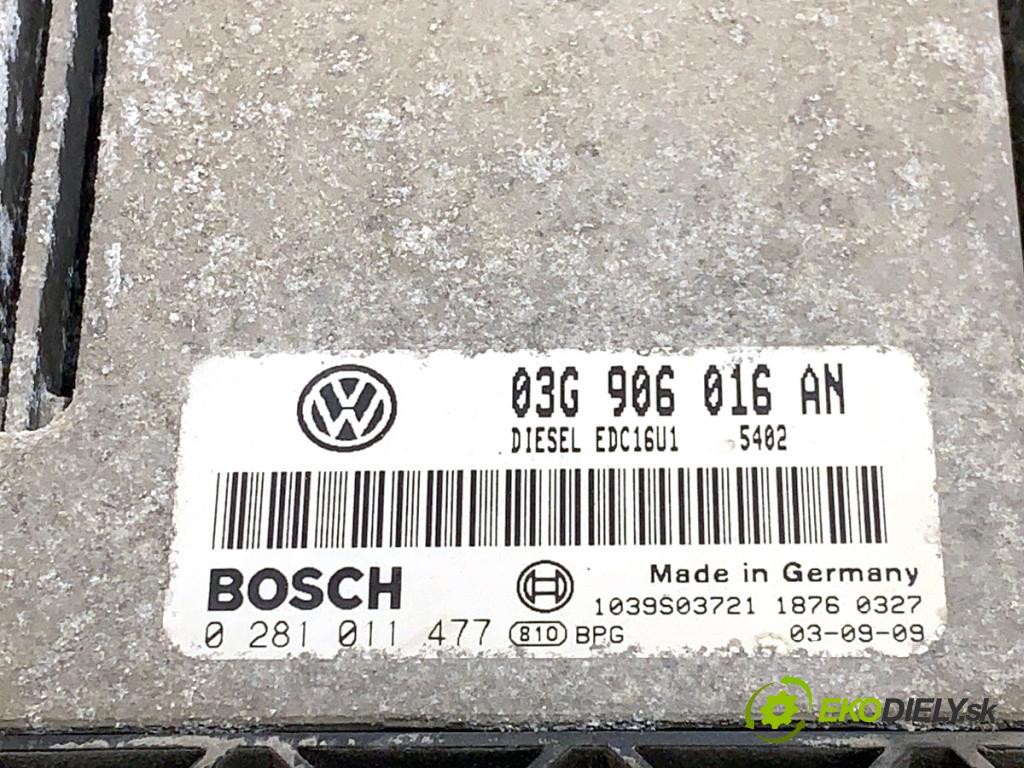 03G 906 016 AN
DIESEL EDC16U1 5402
BOSCH
Made in Germany
1039S03721 1876 0327
0 281 011 477 810 BPG 03-09-09
EKODIELY.sk